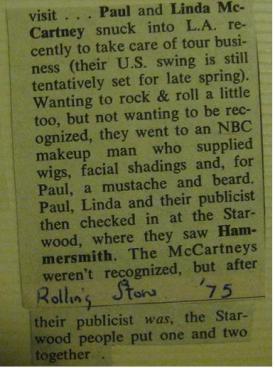 visit . . . Paul and Linda Mc-
Cartney snuck into L.A. re-
cently to take care of tour busi-
ness (their U.S. swing is still
tentatively set for late spring).
Wanting to rock & roll a little
too, but not wanting to be rec-
ognized, they went to an NBC
makeup man who supplied
wigs, facial shadings and, for
Paul, a mustache and beard.
Paul, Linda and their publicist
then checked in at the Star-
wood, where they saw Ham-
mersmith. The McCartneys
weren't recognized, but after
Rolling Stone '75
their publicist was, the Star-
wood people put one and two
together .